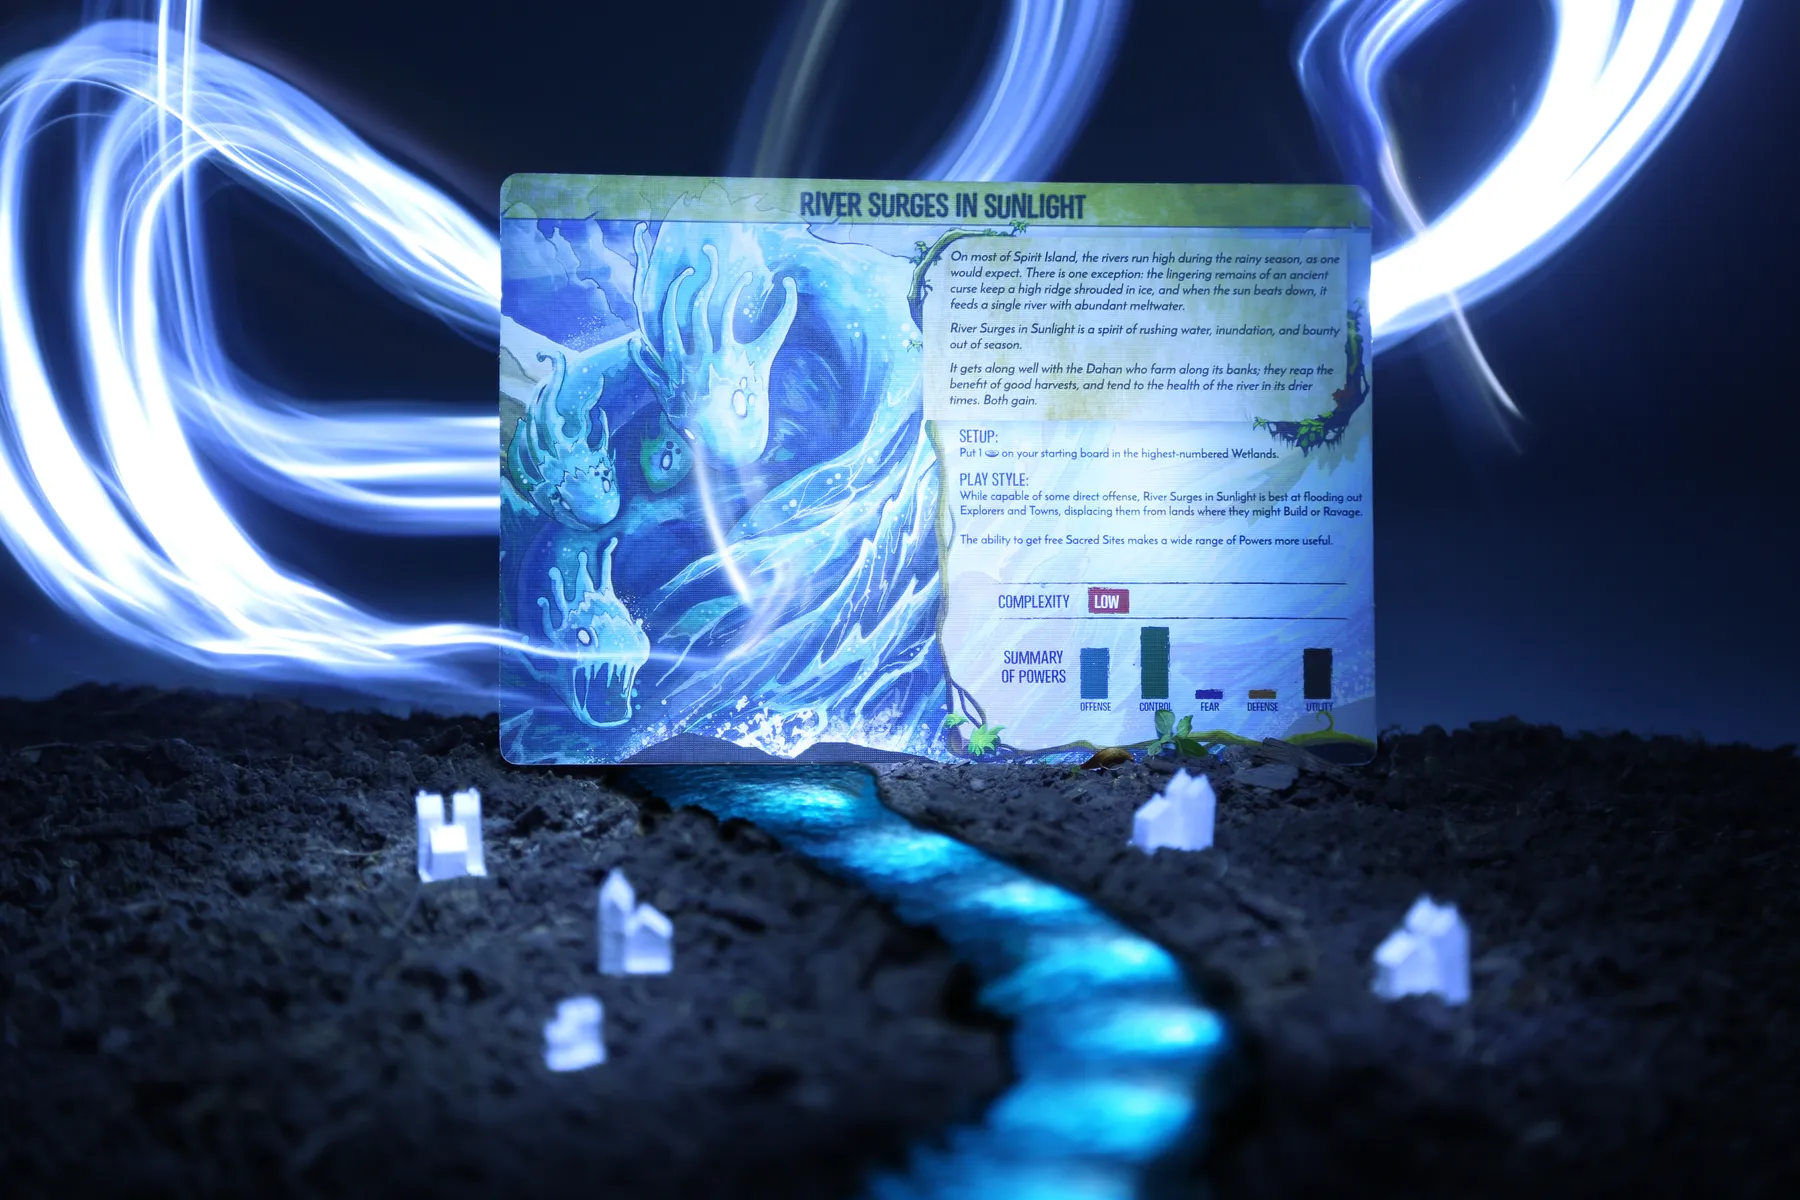 RIVER SURGES IN SUNLIGHT
On most of Spirit Island, the rivers run high during the rainy season, as one
would expect. There is one exception: the lingering remains of an ancient
curse keep a high ridge shrouded in ice, and when the sun beats down, it
feeds a single river with abundant meltwater.
River Surges in Sunlight is a spirit of rushing water, inundation, and bounty
out of season.
It gets along well with the Dahan who farm along its banks; they reap the
benefit of good harvests, and tend to the health of the river in its drier
times. Both gain.
SETUP:
Put 1 on your starting board in the highest-numbered Wetlands.
PLAY STYLE:
While capable of some direct offense, River Surges in Sunlight is best at flooding out
Explorers and Towns, displacing them from lands where they might Build or Ravage.
The ability to get free Sacred Sites makes a wide range of Powers more useful.
COMPLEXITY LOW
SUMMARY
OF POWERS
OFFENSE CONTROL FEAR DEFENSE UTILITY